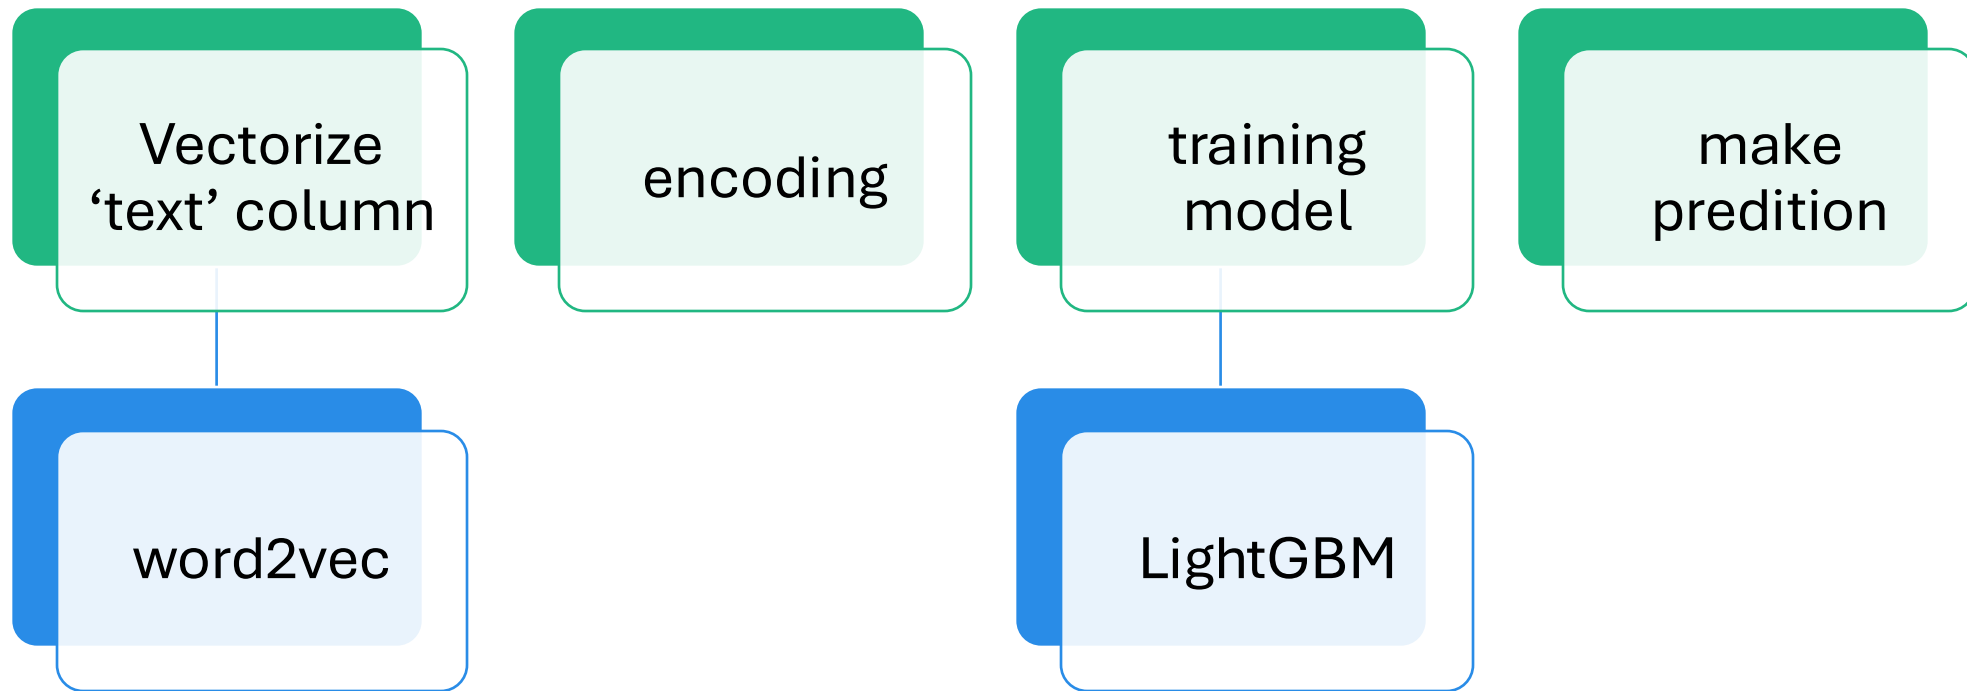 Vectorize
‘text’ column
encoding
training
model
make
predition
word2vec
LightGBM